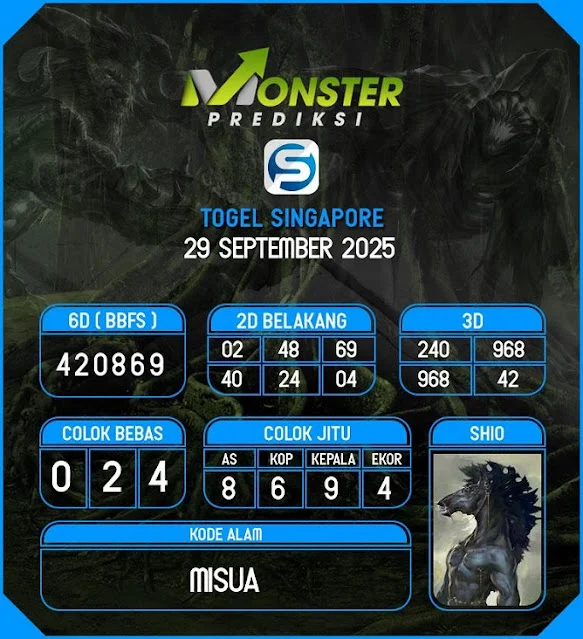 MONSTER
PREDIKSI
S
TOGEL SINGAPORE
29 SEPTEMBER 2025
6D ( BBFS )
420869
2D BELAKANG
02 48 69
40 24 04
3D
240 968
968 42
COLOK BEBAS
0 2 4
COLOK JITU
AS KOP KEPALA EKOR
8 6 9 4
SHIO
KODE ALAM
MISUA